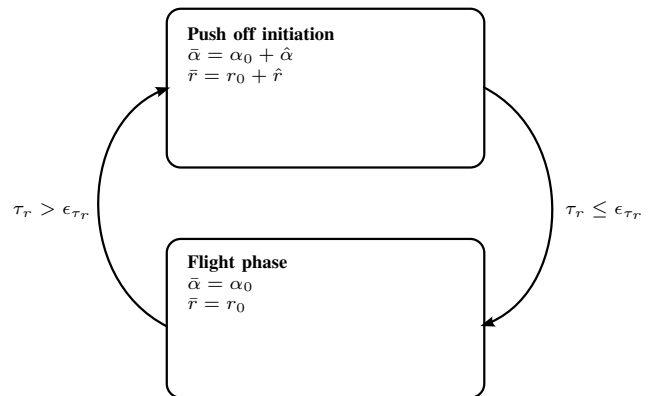 Push off initiation
ᾱ = α₀ + α̂
r̄ = r₀ + r̂
τᵣ > ϵ_τᵣ
τᵣ ≤ ϵ_τᵣ
Flight phase
ᾱ = α₀
r̄ = r₀